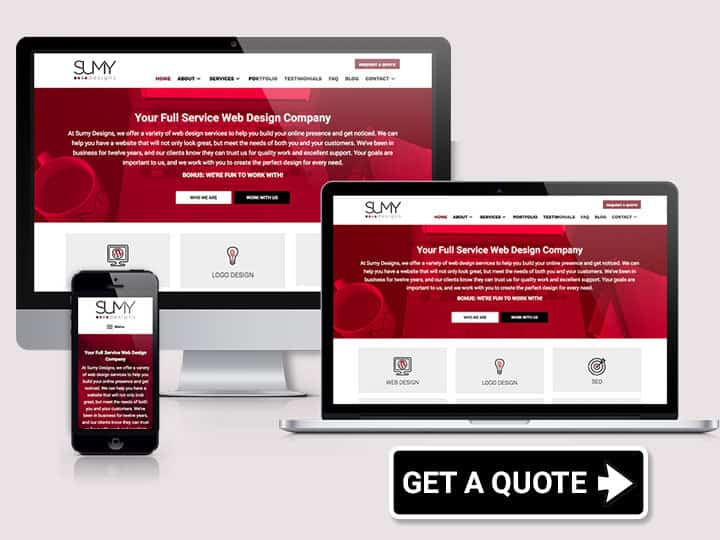 SUMY
WEB DESIGNS
REQUEST A QUOTE
HOME ABOUT SERVICES PORTFOLIO TESTIMONIALS FAQ BLOG CONTACT
Your Full Service Web Design Company
At Sumy Designs, we offer a variety of web design services to help you build your online presence and get noticed. We can
help you have a website that will not only look great, but meet the needs of both you and your customers. We've been in
business for twelve years, and our clients know they can trust us for quality work and excellent support. Your goals are
important to us, and we work with you to create the perfect design for every need.
BONUS: WE'RE FUN TO WORK WITH!
WHO WE ARE WORK WITH US
LOGO DESIGN
SUMY
WEB DESIGNS
REQUEST A QUOTE
HOME ABOUT SERVICES PORTFOLIO TESTIMONIALS FAQ BLOG CONTACT
Your Full Service Web Design Company
At Sumy Designs, we offer a variety of web design services to help you build your online presence and get noticed. We can
help you have a website that will not only look great, but meet the needs of both you and your customers. We've been in
business for twelve years, and our clients know they can trust us for quality work and excellent support. Your goals are
important to us, and we work with you to create the perfect design for every need.
BONUS: WE'RE FUN TO WORK WITH!
WHO WE ARE WORK WITH US
WEB DESIGN LOGO DESIGN SEO
SUMY
WEB DESIGNS
Menu
Your Full Service Web Design
Company
At Sumy Designs, we offer a variety
of web design services to help you
build your online presence and get
noticed. We can help you have a
website that will not only look
great, but meet the needs of both
you and your customers. We've
been in business for twelve years,
and our clients know they can trust
GET A QUOTE